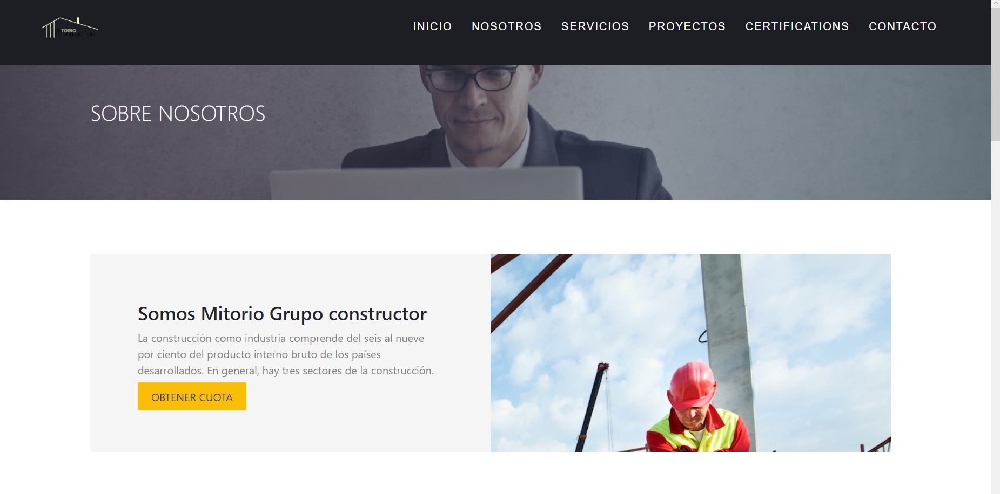 TORIO
CONSTRUCTION
INICIO NOSOTROS SERVICIOS PROYECTOS CERTIFICATIONS CONTACTO
SOBRE NOSOTROS
Somos Mitorio Grupo constructor
La construcción como industria comprende del seis al nueve
por ciento del producto interno bruto de los países
desarrollados. En general, hay tres sectores de la construcción.
OBTENER CUOTA